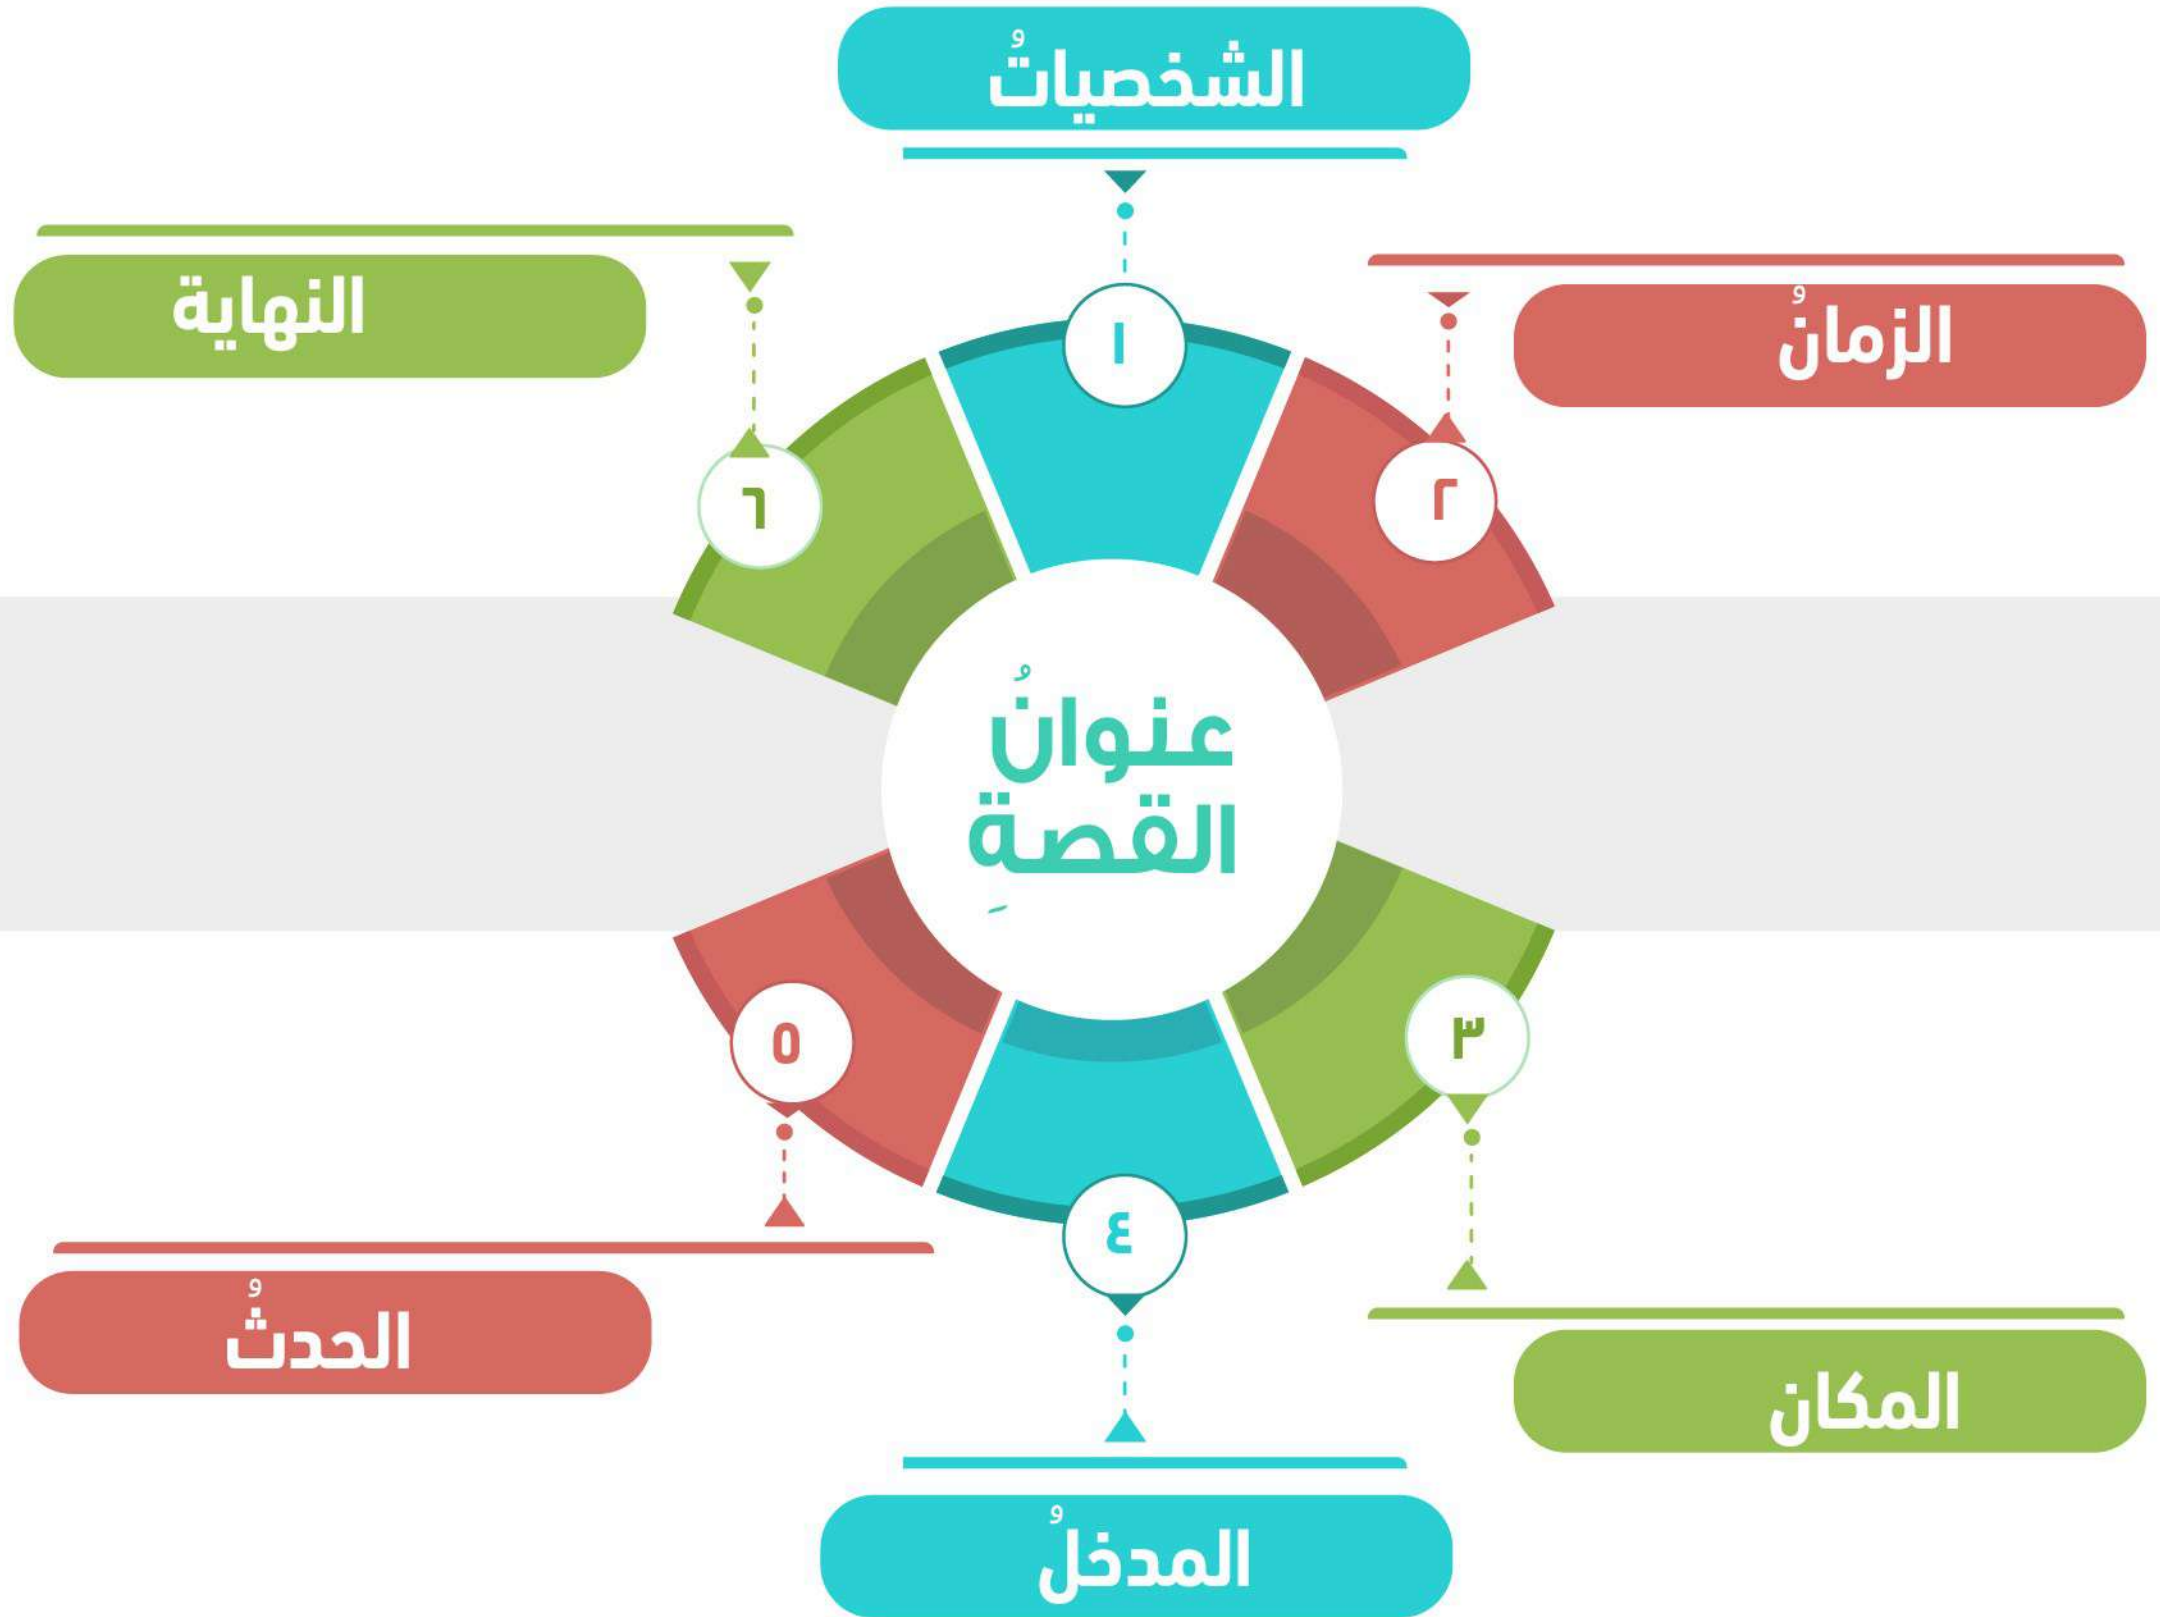 الشخصياتُ
١
الزمانُ
٢
المكان
٣
المدخلُ
٤
الحدثُ
٥
النهاية
٦
عنوانُ
القصةِ